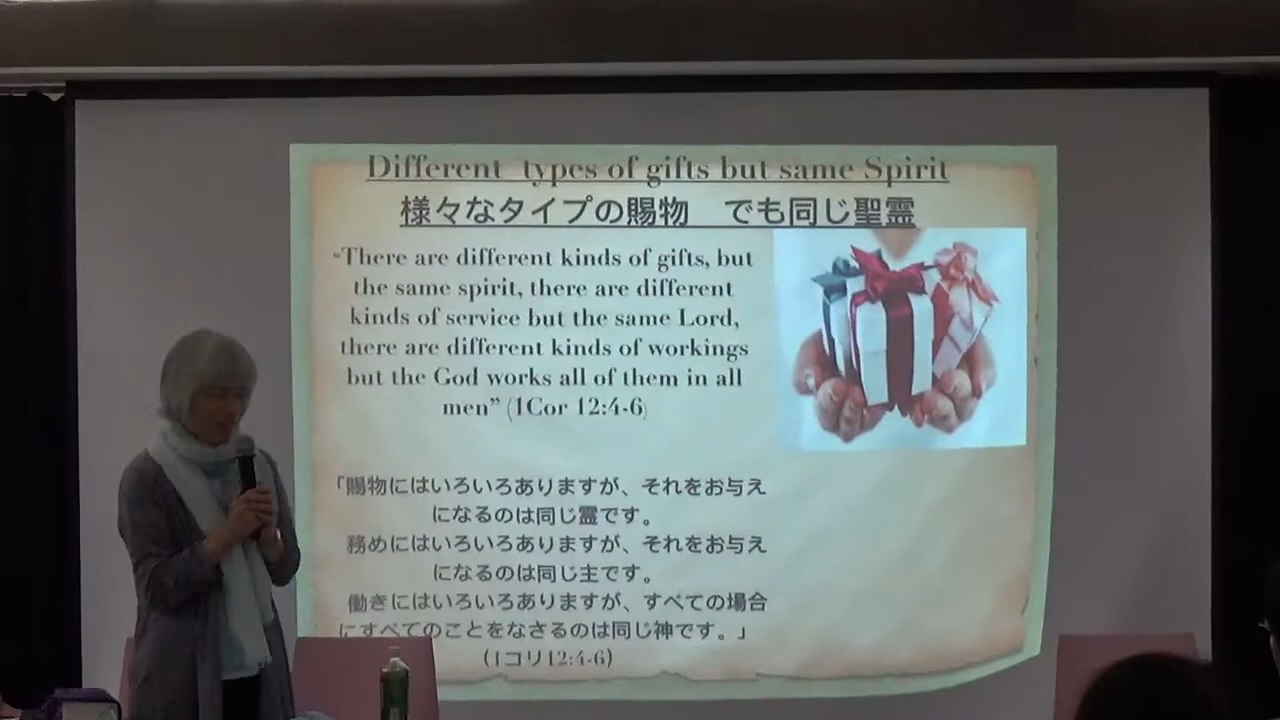 Different types of gifts but same Spirit
様々なタイプの賜物 でも同じ聖霊
“There are different kinds of gifts, but
the same spirit, there are different
kinds of service but the same Lord,
there are different kinds of workings
but the God works all of them in all
men” (1Cor 12:4-6)
「賜物にはいろいろありますが、それをお与え
になるのは同じ霊です。
務めにはいろいろありますが、それをお与え
になるのは同じ主です。
働きにはいろいろありますが、すべての場合
にすべてのことをなさるのは同じ神です。」
(1コリ12:4-6)